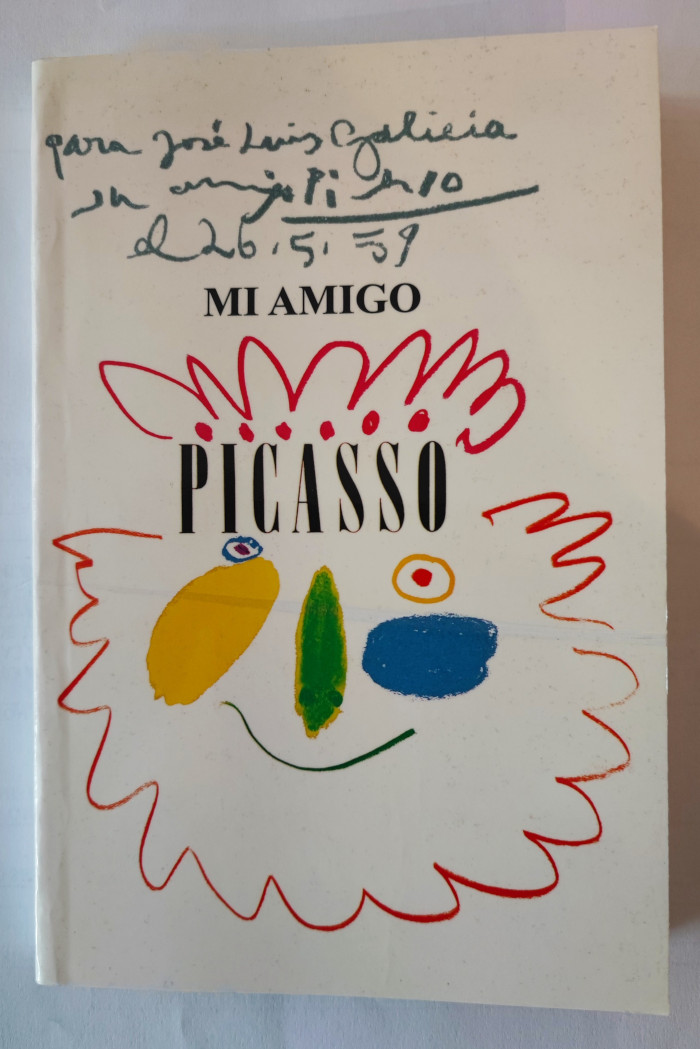 para José Luis Galicia
su amigo Picasso
el 26.5.59
MI AMIGO
PICASSO